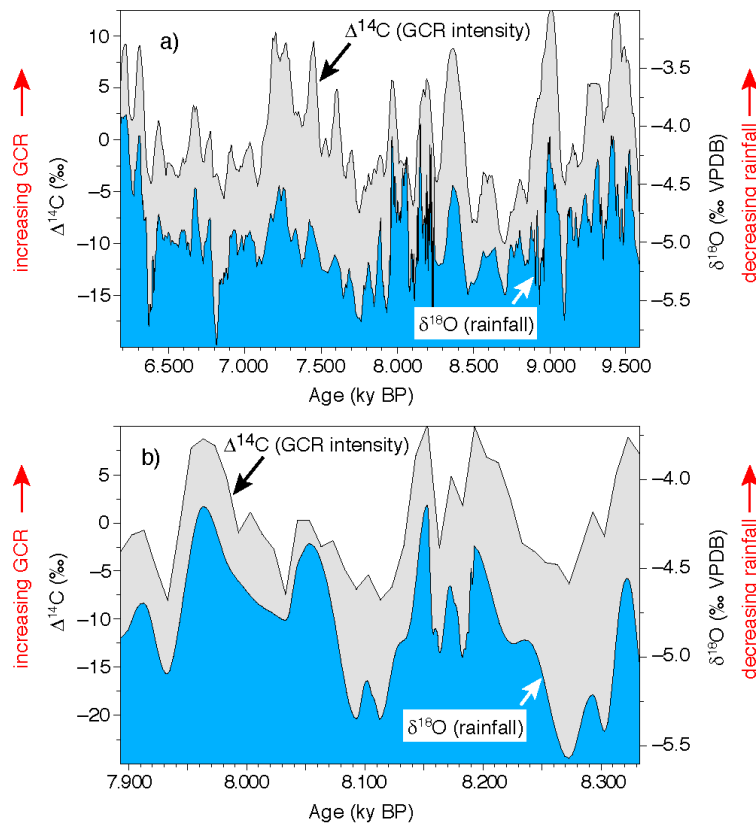 a)
Δ¹⁴C (GCR intensity)
10
5
0
−5
−10
−15
Δ¹⁴C (‰)
increasing GCR
−3.5
−4.0
−4.5
−5.0
−5.5
δ¹⁸O (‰ VPDB)
decreasing rainfall
δ¹⁸O (rainfall)
6.500 7.000 7.500 8.000 8.500 9.000 9.500
Age (ky BP)
b)
Δ¹⁴C (GCR intensity)
5
0
−5
−10
−15
−20
Δ¹⁴C (‰)
increasing GCR
−4.0
−4.5
−5.0
−5.5
δ¹⁸O (‰ VPDB)
decreasing rainfall
δ¹⁸O (rainfall)
7.900 8.000 8.100 8.200 8.300
Age (ky BP)